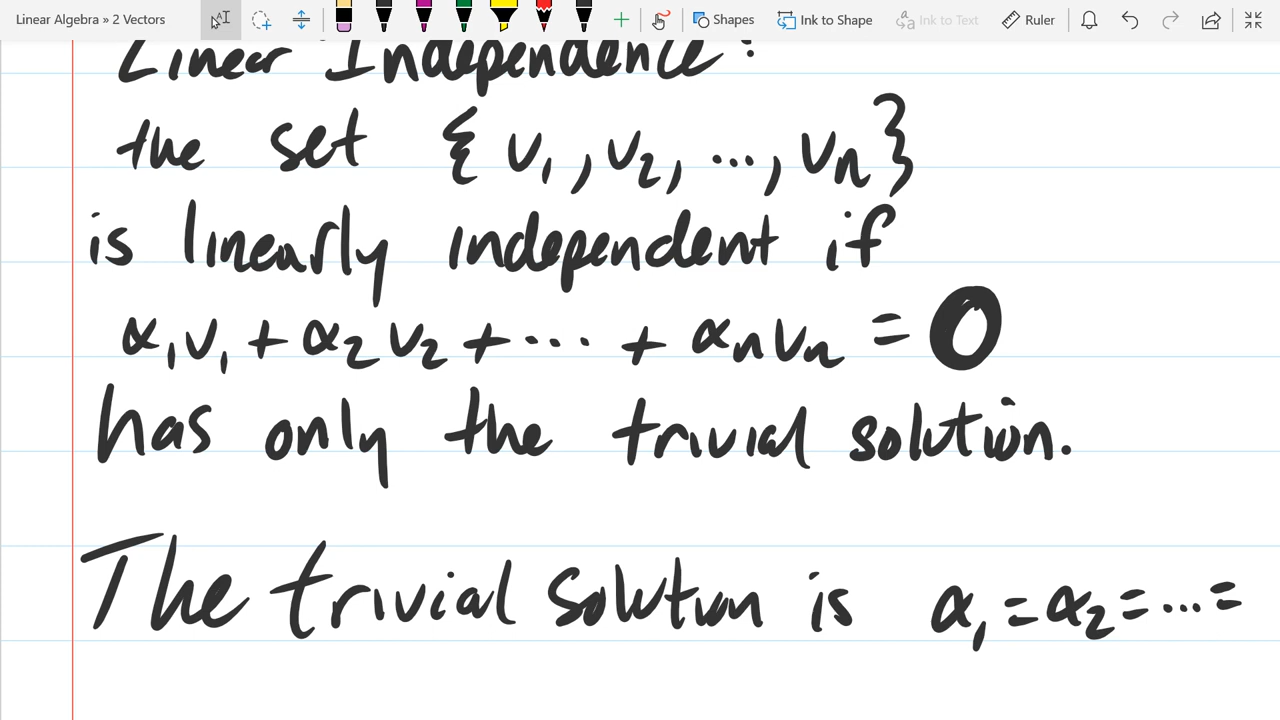 Linear Algebra » 2 Vectors Shapes Ink to Shape Ink to Text Ruler
Linear Independence:
the set { v₁, v₂, ..., vₙ}
is linearly independent if
α₁v₁ + α₂v₂ + ... + αₙvₙ = 0
has only the trivial solution.
The trivial solution is α₁ = α₂ = ... =